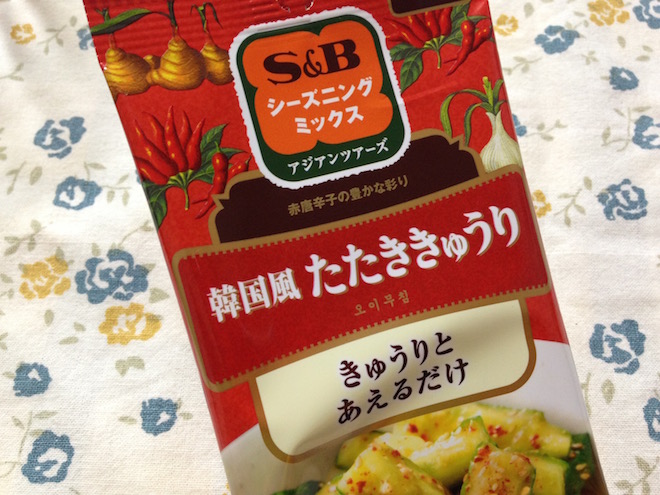 S&B
シーズニング
ミックス
アジアンツアーズ
赤唐辛子の豊かな彩り
韓国風 たたききゅうり
오이무침
きゅうりと
あえるだけ